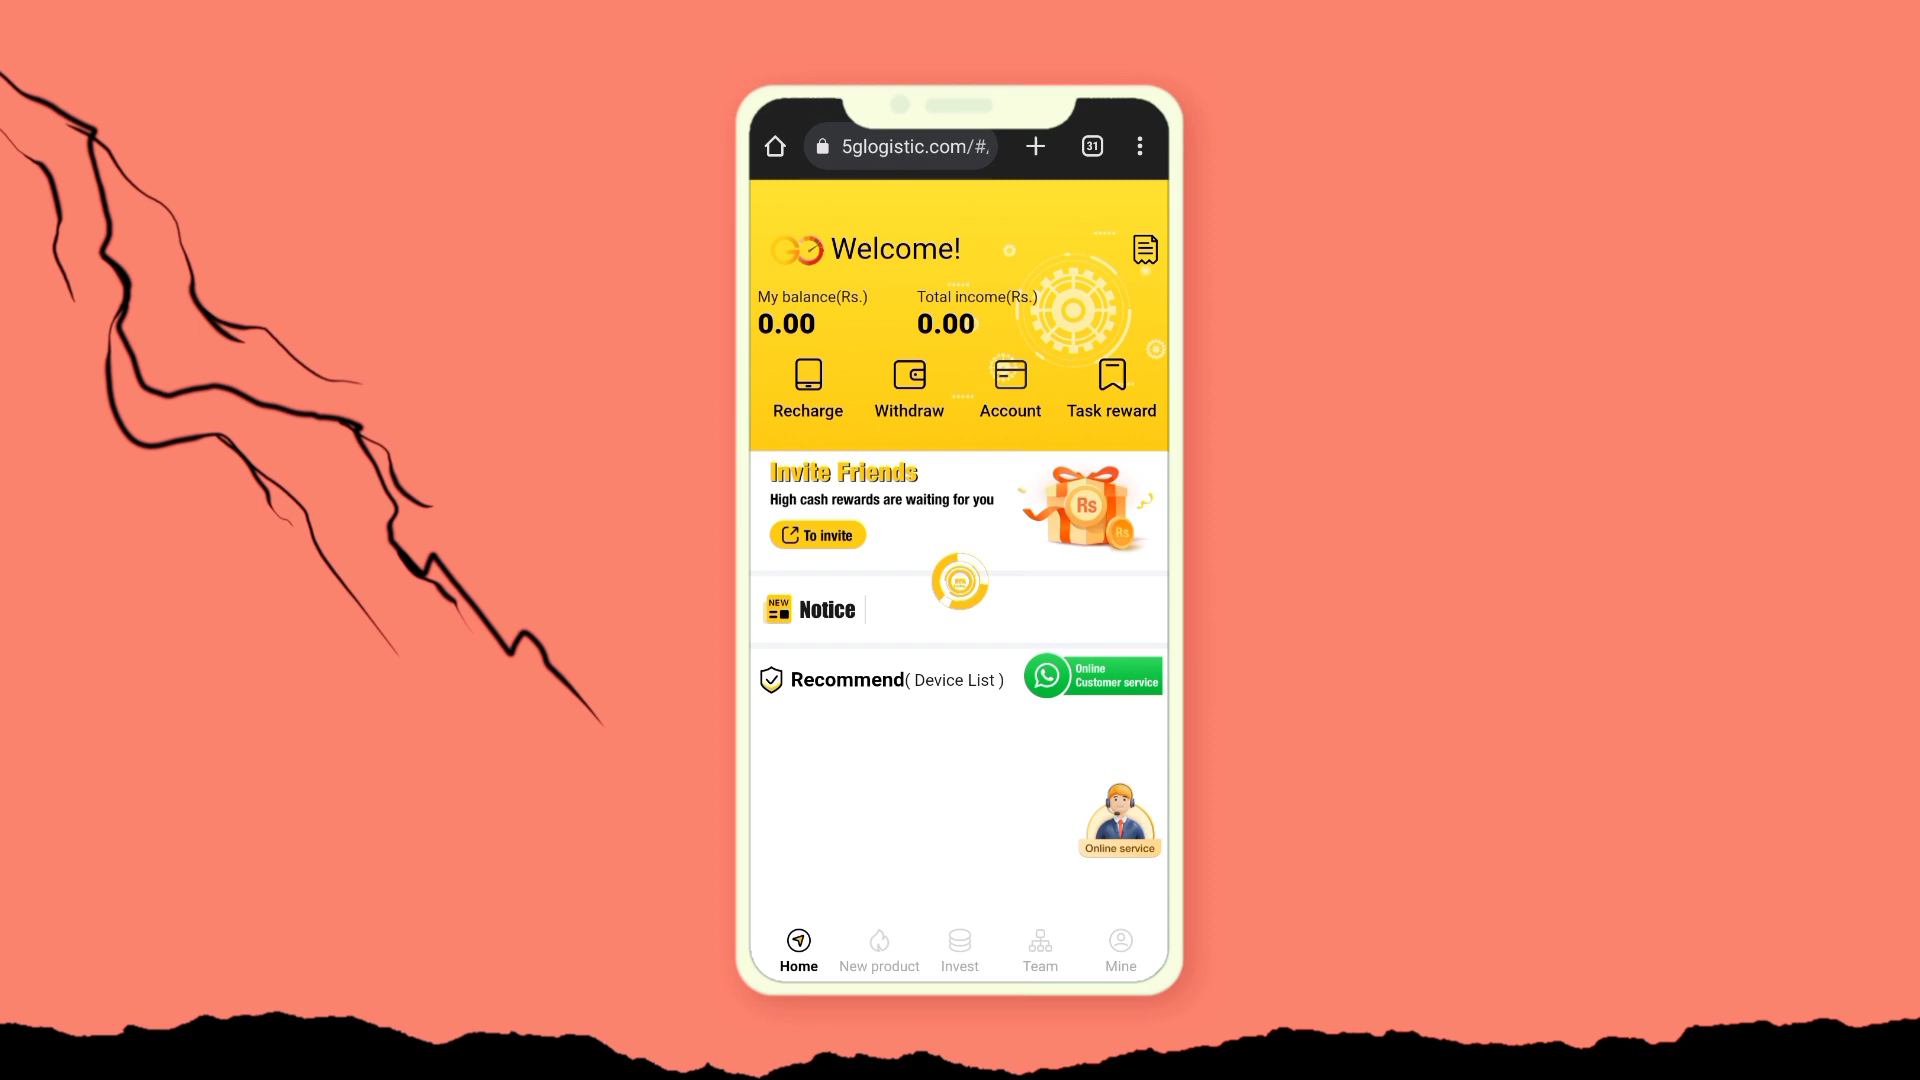 5glogistic.com/#
31
GO Welcome!
My balance(Rs.) Total income(Rs.)
0.00 0.00
Recharge Withdraw Account Task reward
Invite Friends
High cash rewards are waiting for you
To invite
Rs
Rs
NEW
Notice
Recommend( Device List )
Online
Customer service
Online service
Home New product Invest Team Mine